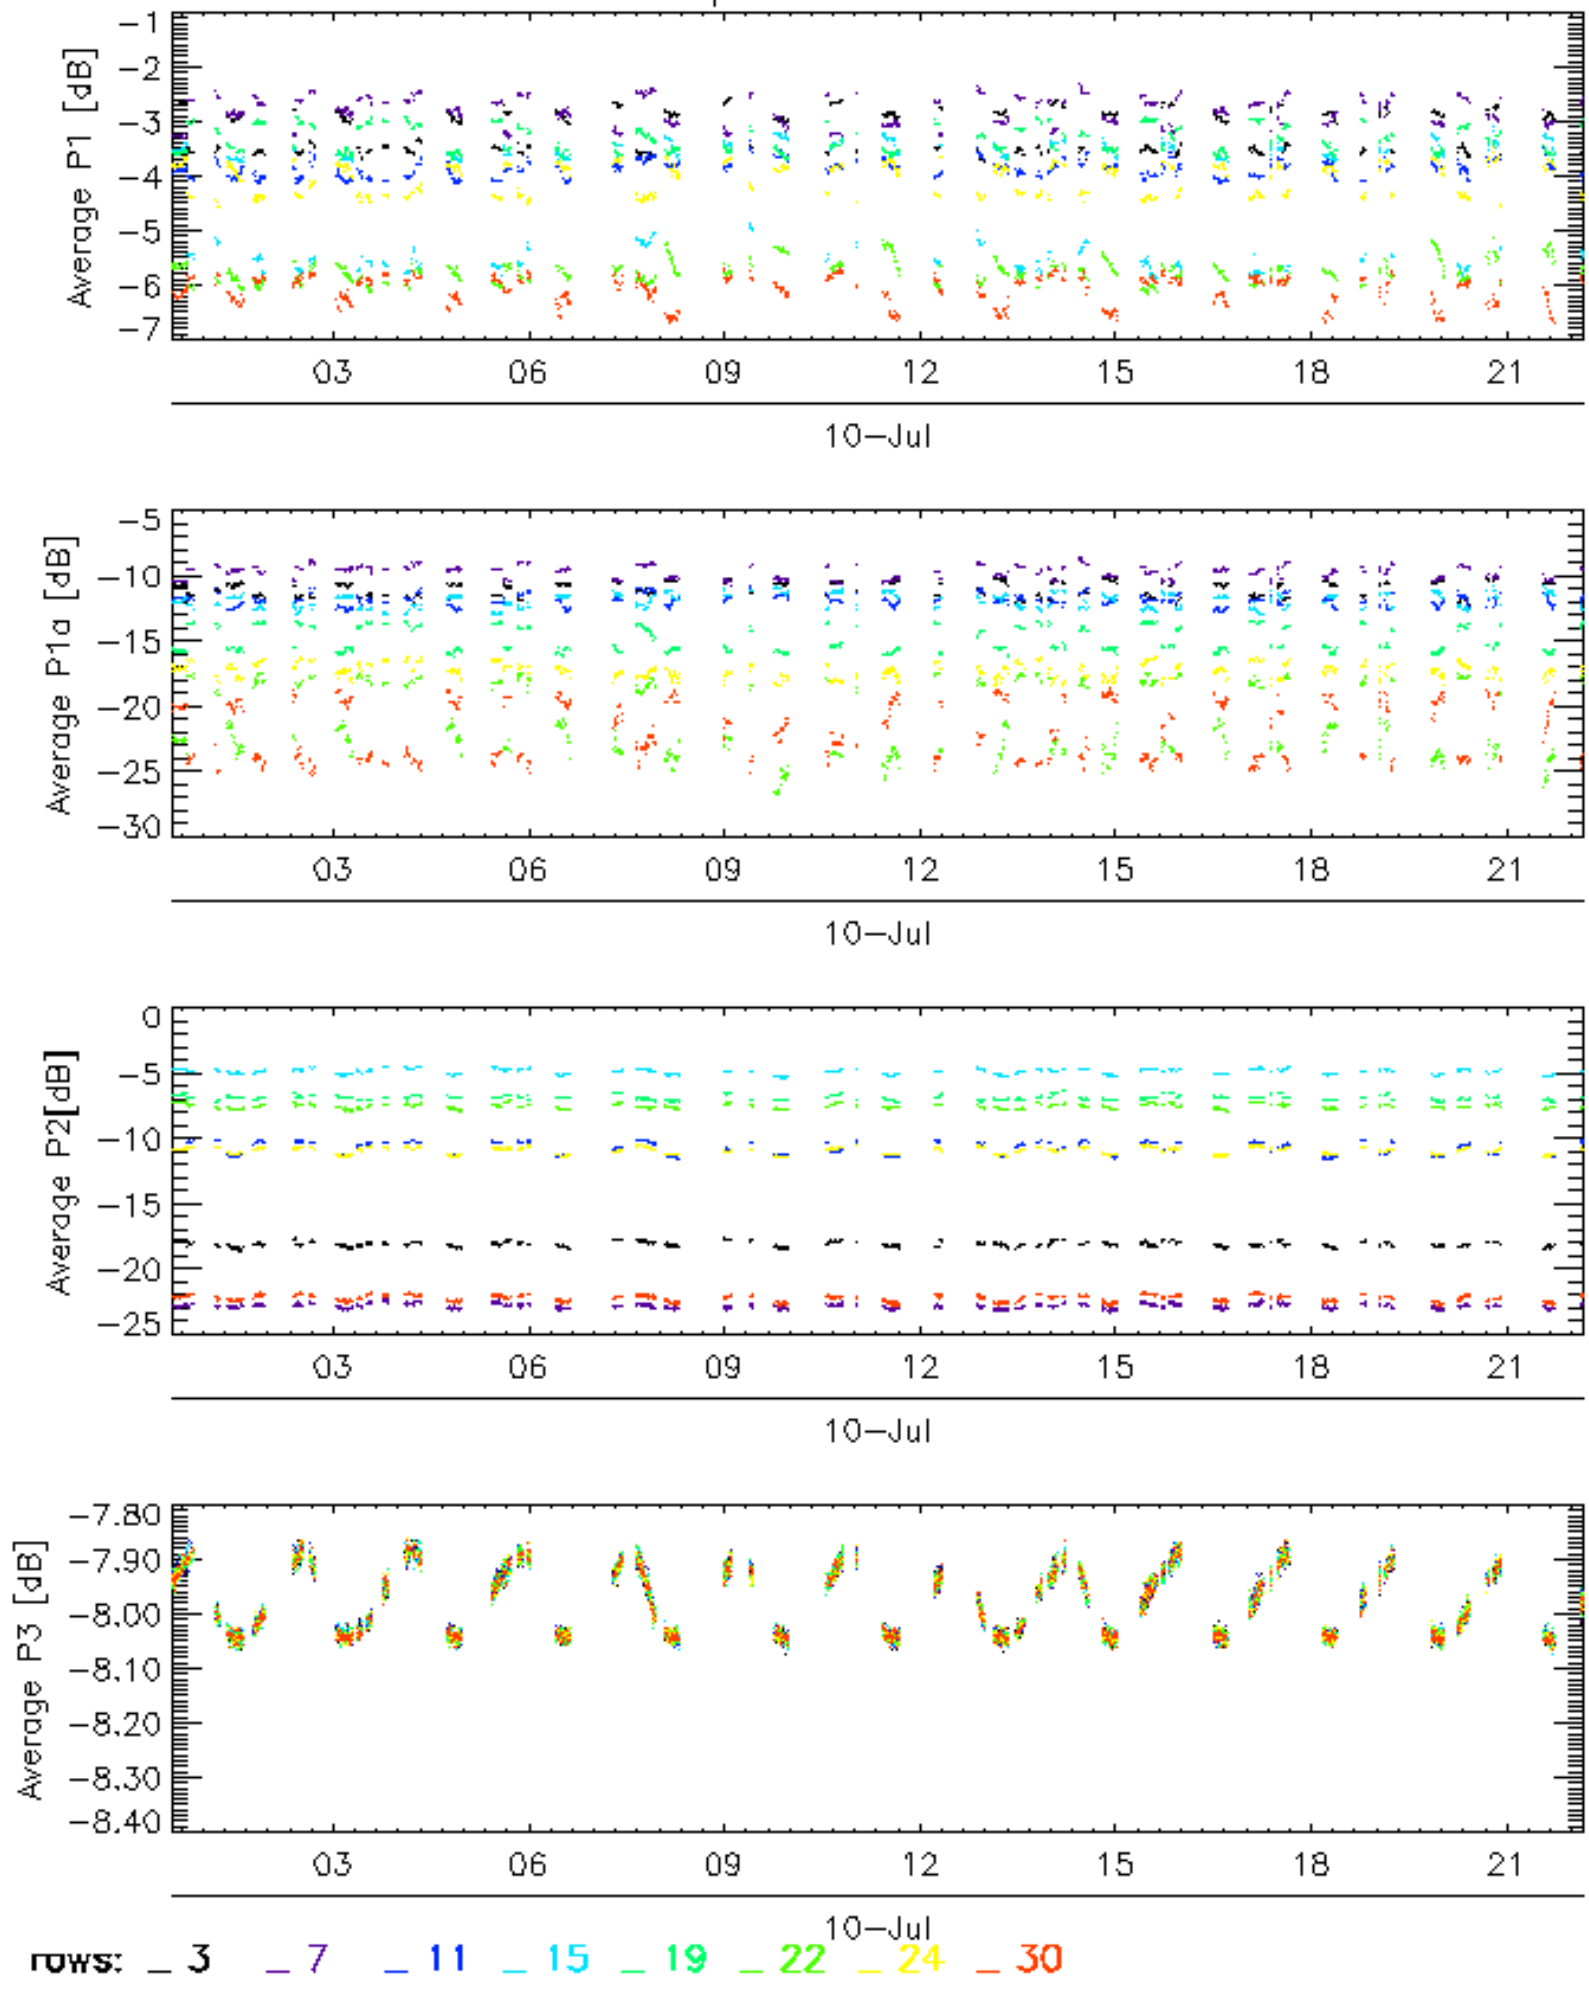 Average P1 [dB]
−1
−2
−3
−4
−5
−6
−7
03 06 09 12 15 18 21
10−Jul
Average P1a [dB]
−5
−10
−15
−20
−25
−30
03 06 09 12 15 18 21
10−Jul
Average P2[dB]
0
−5
−10
−15
−20
−25
03 06 09 12 15 18 21
10−Jul
Average P3 [dB]
−7.80
−7.90
−8.00
−8.10
−8.20
−8.30
−8.40
03 06 09 12 15 18 21
10−Jul
rows: _ 3 _ 7 _ 11 _ 15 _ 19 _ 22 _ 24 _ 30